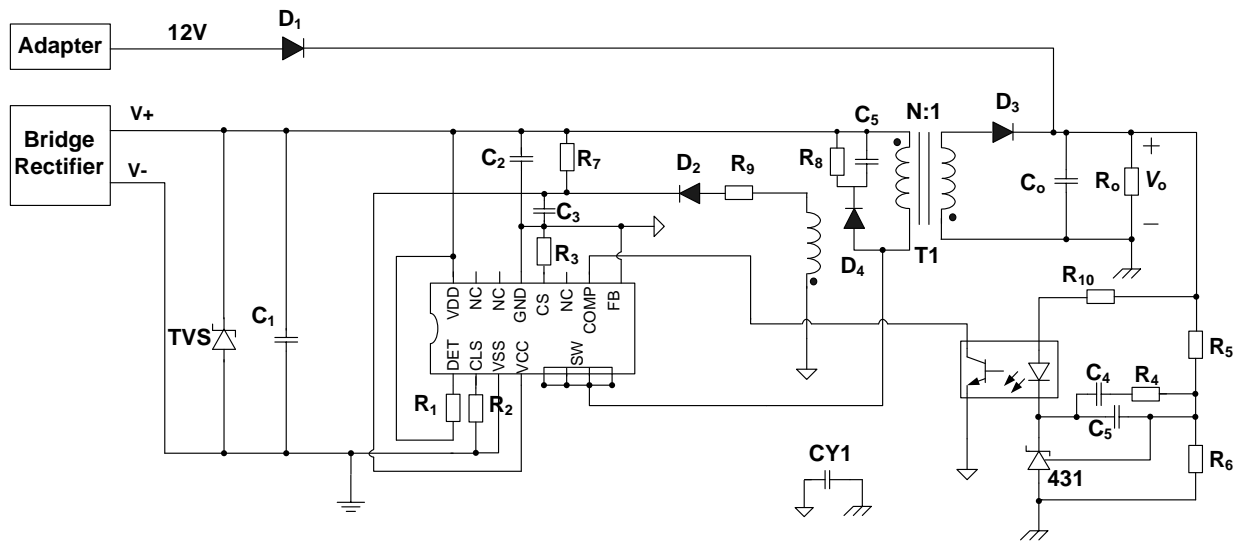 Adapter
12V
D1
Bridge
Rectifier
V+
V-
TVS
C1
C2
R7
D2
R9
R8
C5
N:1
D3
D4
T1
Co
Ro
+
Vo
−
C3
R3
VDD
NC
NC
GND
CS
NC
COMP
FB
DET
CLS
VSS
VCC
SW
R1
R2
R10
R5
C4
R4
C5
R6
431
CY1